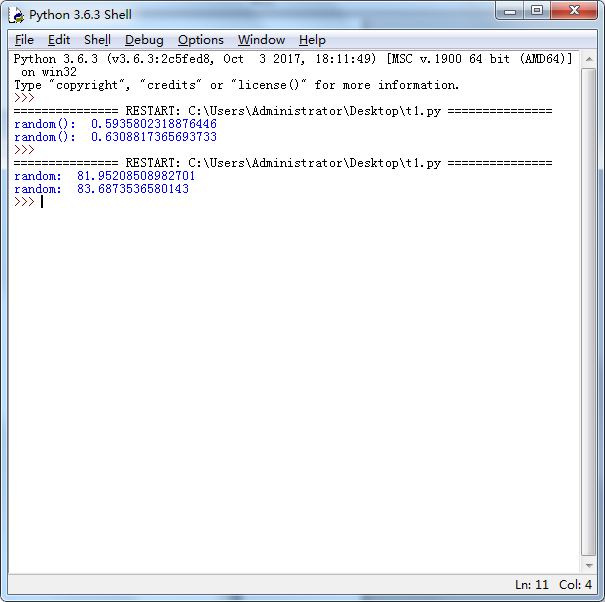 Python 3.6.3 Shell
File Edit Shell Debug Options Window Help
Python 3.6.3 (v3.6.3:2c5fed8, Oct  3 2017, 18:11:49) [MSC v.1900 64 bit (AMD64)]
 on win32
Type "copyright", "credits" or "license()" for more information.
>>>
=============== RESTART: C:\Users\Administrator\Desktop\t1.py ===============
random():  0.5935802318876446
random():  0.6308817365693733
>>>
=============== RESTART: C:\Users\Administrator\Desktop\t1.py ===============
random:  81.95208508982701
random:  83.6873536580143
>>>
Ln: 11 Col: 4